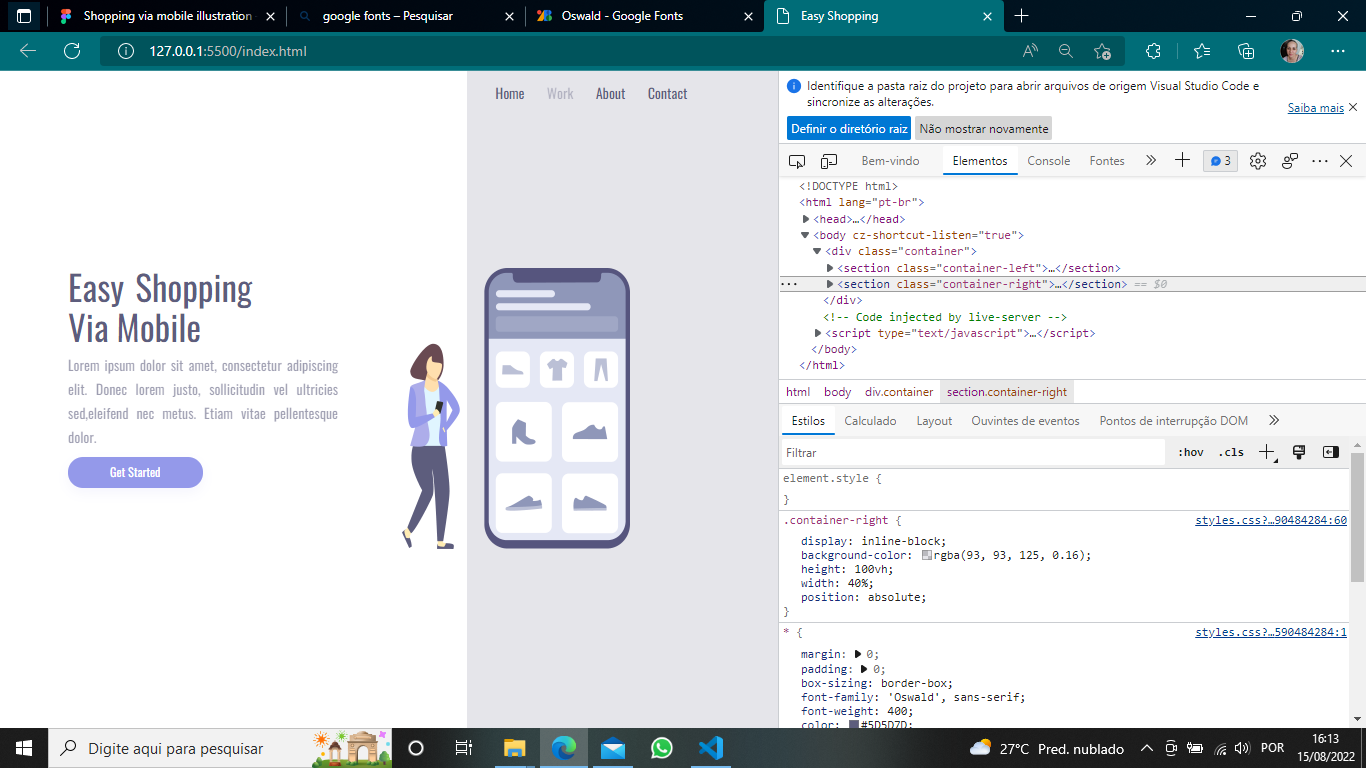 Shopping via mobile illustration
google fonts – Pesquisar
Oswald - Google Fonts
Easy Shopping
127.0.0.1:5500/index.html
Home Work About Contact
Easy Shopping
Via Mobile
Lorem ipsum dolor sit amet, consectetur adipiscing
elit. Donec lorem justo, sollicitudin vel ultricies
sed,eleifend nec metus. Etiam vitae pellentesque
dolor.
Get Started
Identifique a pasta raiz do projeto para abrir arquivos de origem Visual Studio Code e
sincronize as alterações.
Saiba mais
Definir o diretório raiz Não mostrar novamente
Bem-vindo Elementos Console Fontes 3
<!DOCTYPE html>
<html lang="pt-br">
<head>…</head>
<body cz-shortcut-listen="true">
<div class="container">
<section class="container-left">…</section>
<section class="container-right">…</section> == $0
</div>
<!-- Code injected by live-server -->
<script type="text/javascript">…</script>
</body>
</html>
html body div.container section.container-right
Estilos Calculado Layout Ouvintes de eventos Pontos de interrupção DOM
Filtrar :hov .cls
element.style {
}
.container-right { styles.css?…90484284:60
display: inline-block;
background-color: rgba(93, 93, 125, 0.16);
height: 100vh;
width: 40%;
position: absolute;
}
* { styles.css?…590484284:1
margin: 0;
padding: 0;
box-sizing: border-box;
font-family: 'Oswald', sans-serif;
font-weight: 400;
color: #5D5D7D;
Digite aqui para pesquisar
27°C Pred. nublado
POR
16:13
15/08/2022